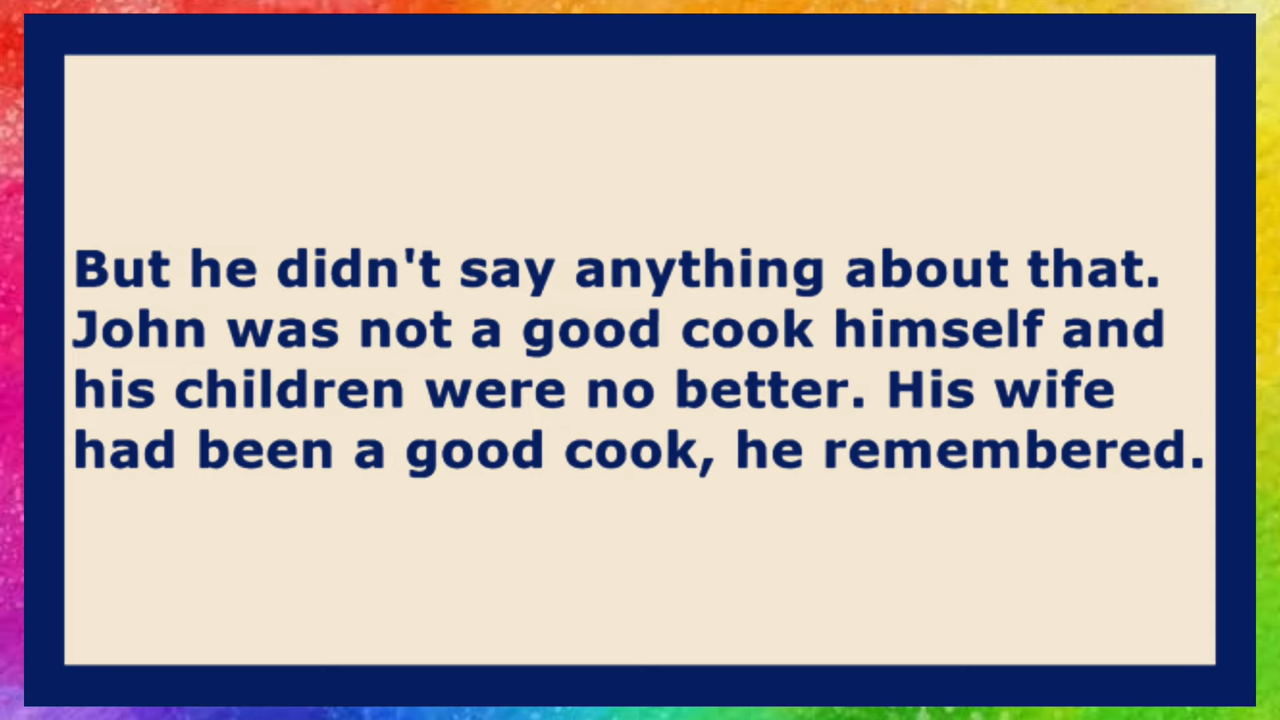 But he didn't say anything about that.
John was not a good cook himself and
his children were no better. His wife
had been a good cook, he remembered.